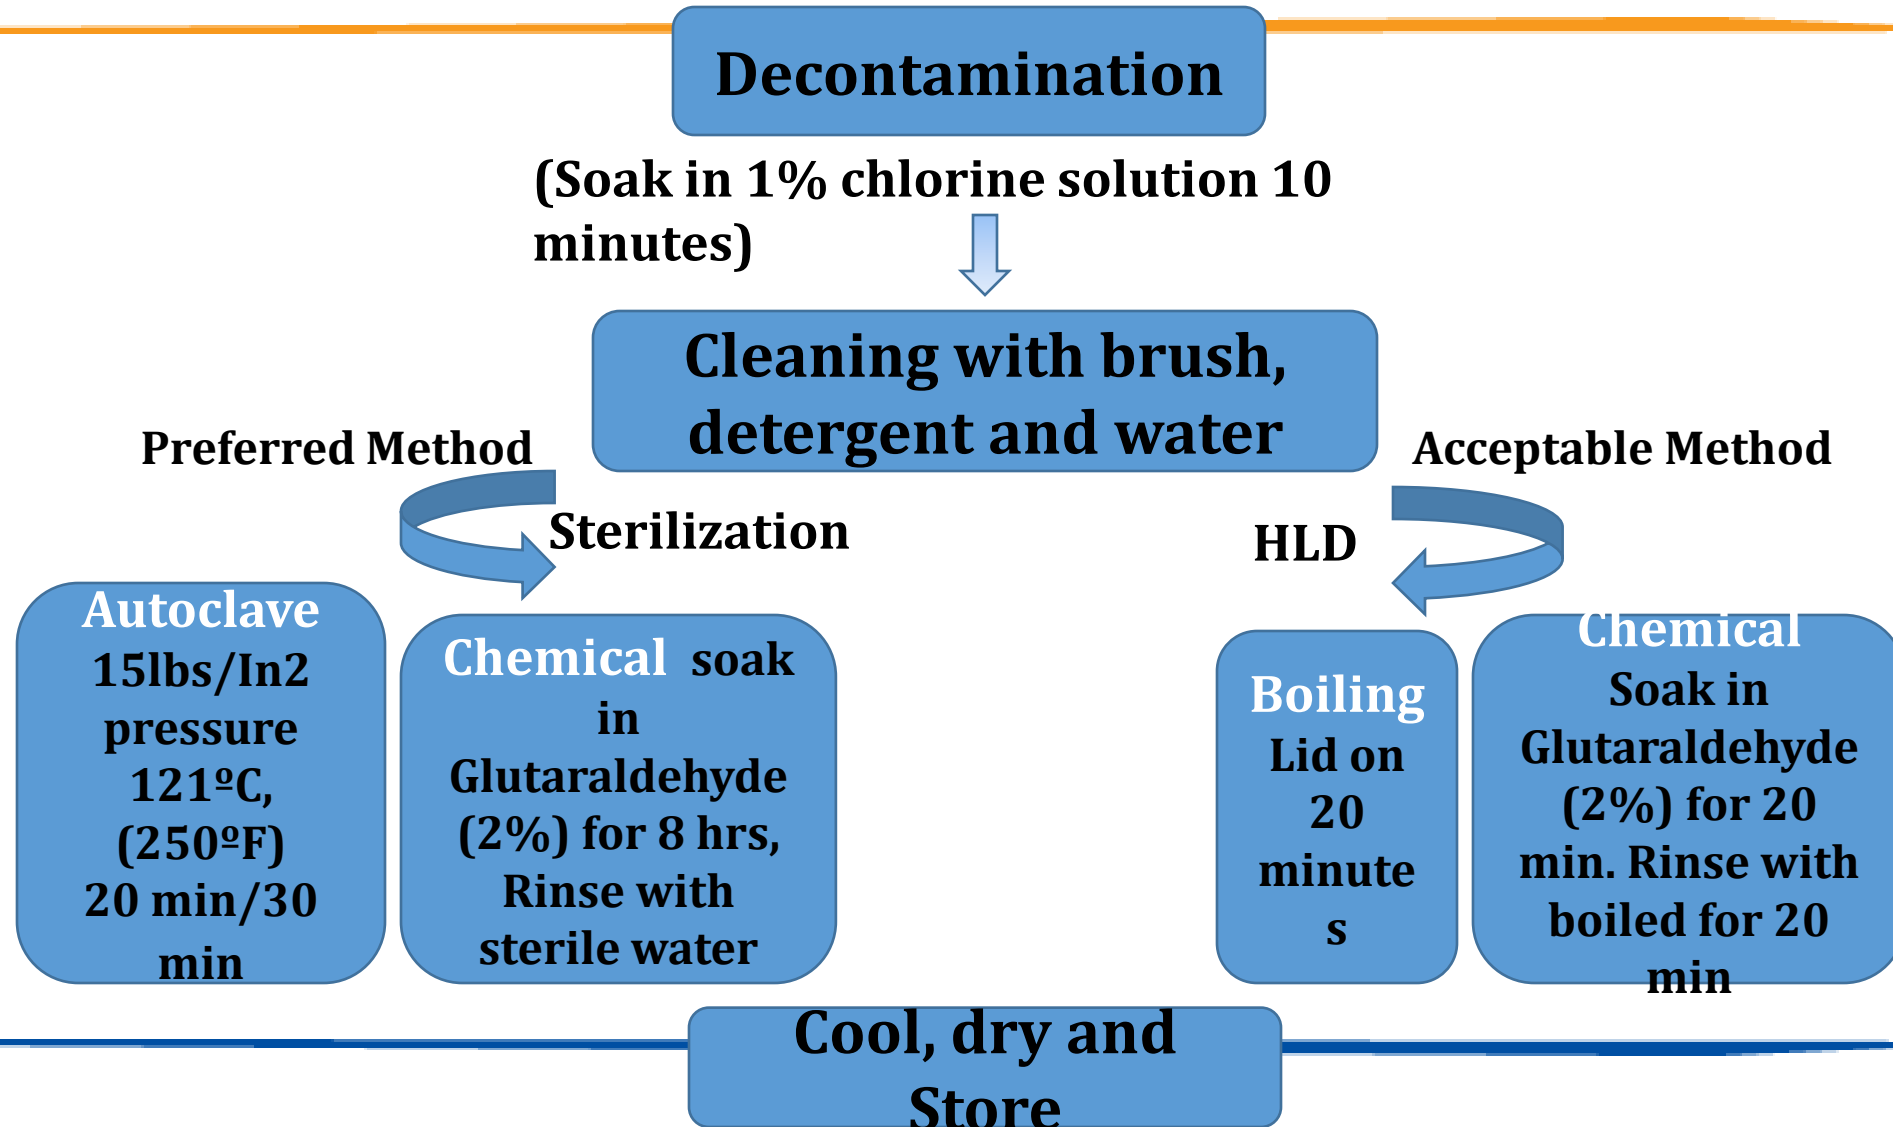 Decontamination
(Soak in 1% chlorine solution 10
minutes)
Cleaning with brush,
detergent and water
Preferred Method
Acceptable Method
Sterilization
HLD
Autoclave
15lbs/In2
pressure
121ºC,
(250ºF)
20 min/30
min
Chemical soak
in
Glutaraldehyde
(2%) for 8 hrs,
Rinse with
sterile water
Boiling
Lid on
20
minute
s
Chemical
Soak in
Glutaraldehyde
(2%) for 20
min. Rinse with
boiled for 20
min
Cool, dry and
Store